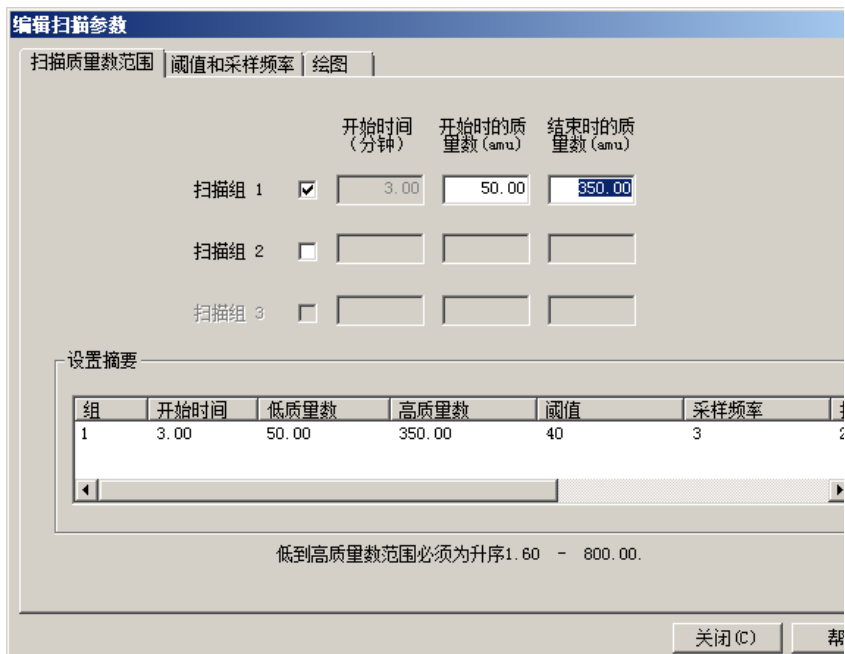 编辑扫描参数
扫描质量数范围 阈值和采样频率 绘图
开始时间（分钟） 开始时的质量数(amu) 结束时的质量数(amu)
扫描组 1 3.00 50.00 350.00
扫描组 2
扫描组 3
设置摘要
组 开始时间 低质量数 高质量数 阈值 采样频率
1 3.00 50.00 350.00 40 3
低到高质量数范围必须为升序1.60 - 800.00.
关闭(C) 帮